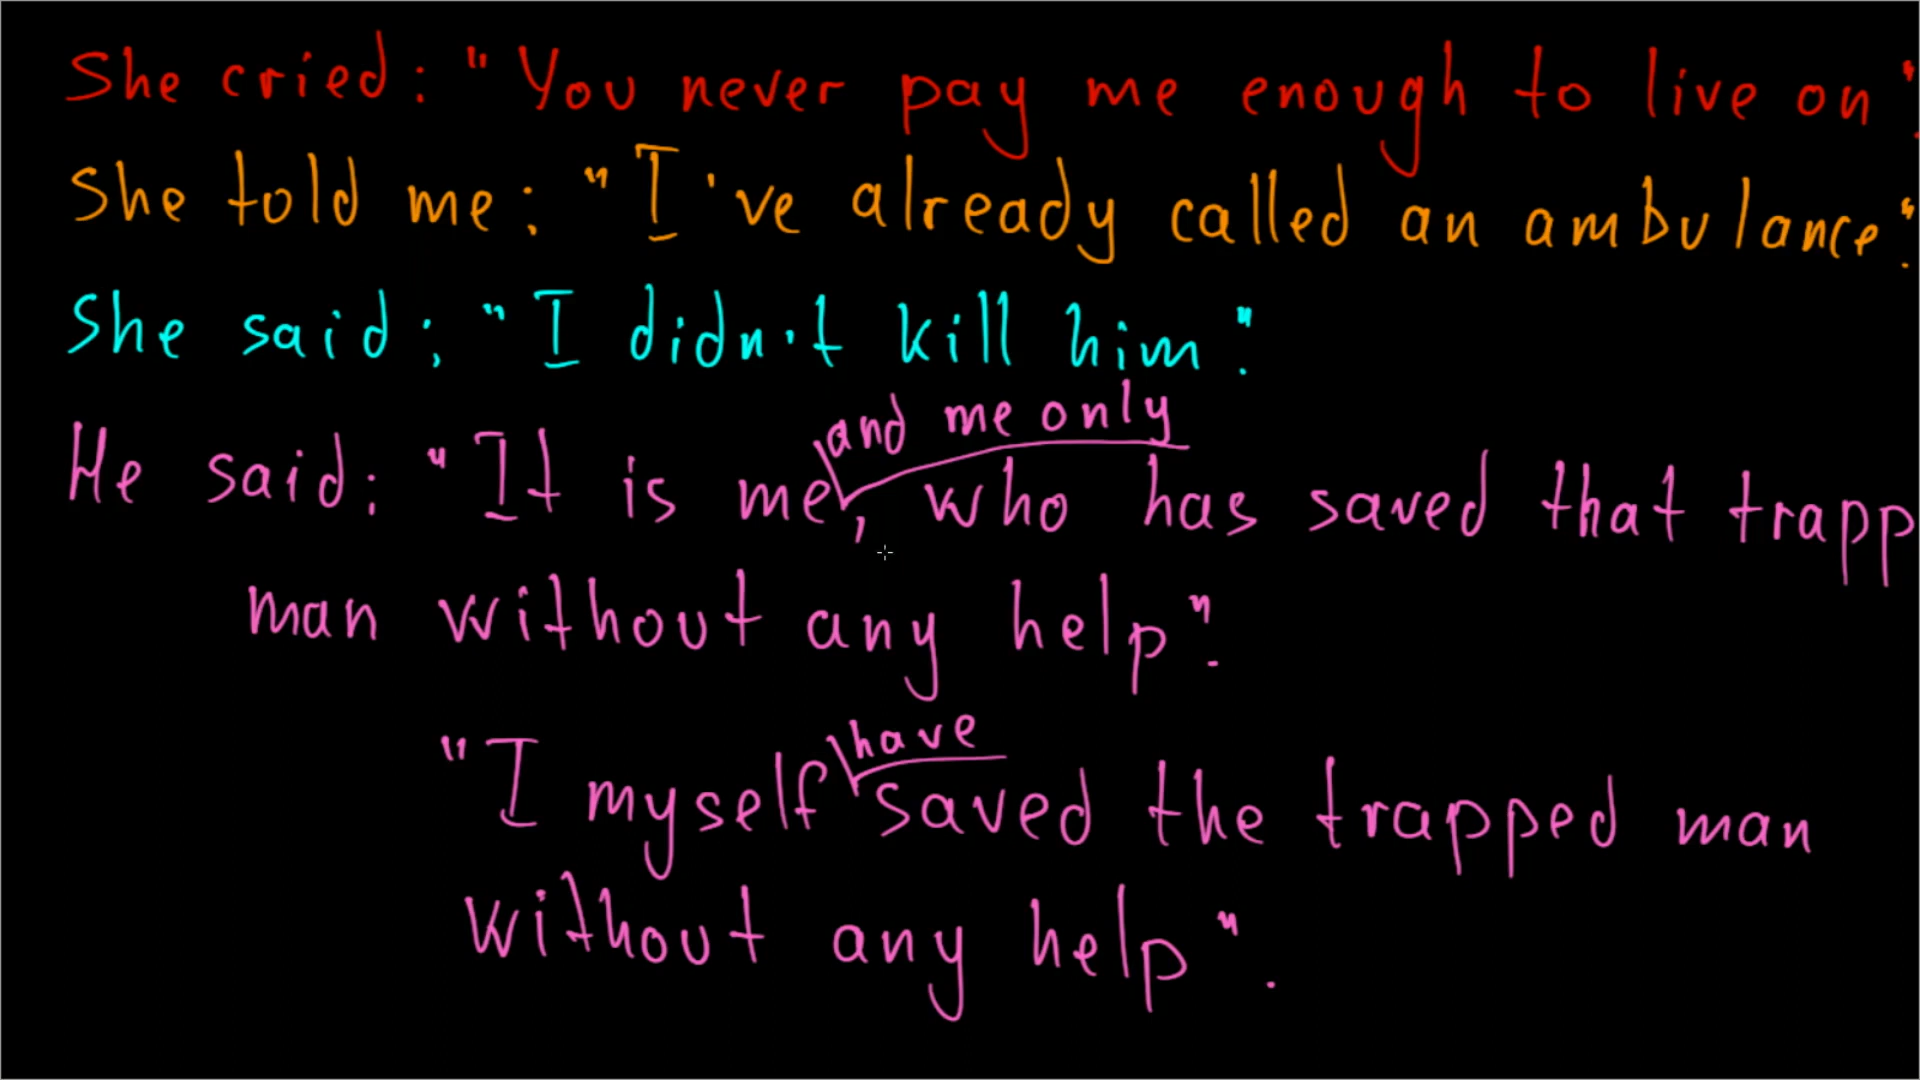 She cried: "You never pay me enough to live on".
She told me: "I've already called an ambulance".
She said: "I didn't kill him".
and me only
He said: "It is me, who has saved that trapp
man without any help".
have
"I myself saved the trapped man
without any help".